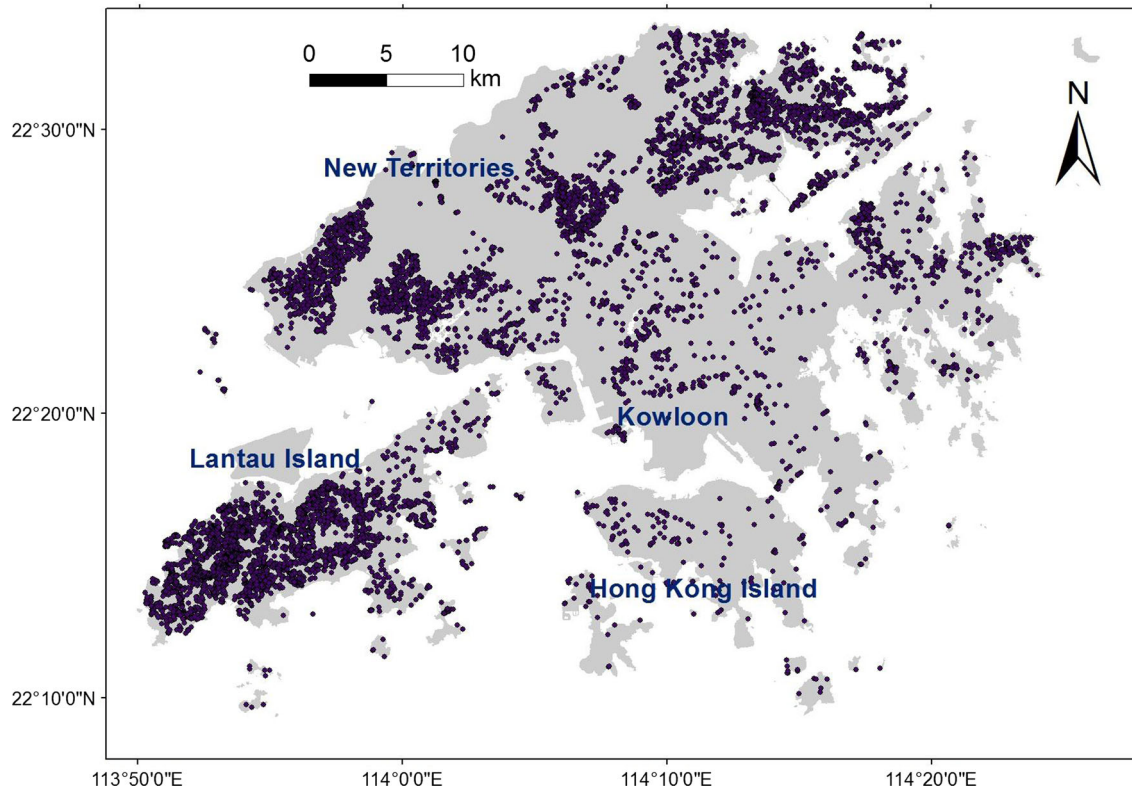 0 5 10
km
N
22°30'0"N
New Territories
22°20'0"N
Kowloon
Lantau Island
Hong Kong Island
22°10'0"N
113°50'0"E 114°0'0"E 114°10'0"E 114°20'0"E